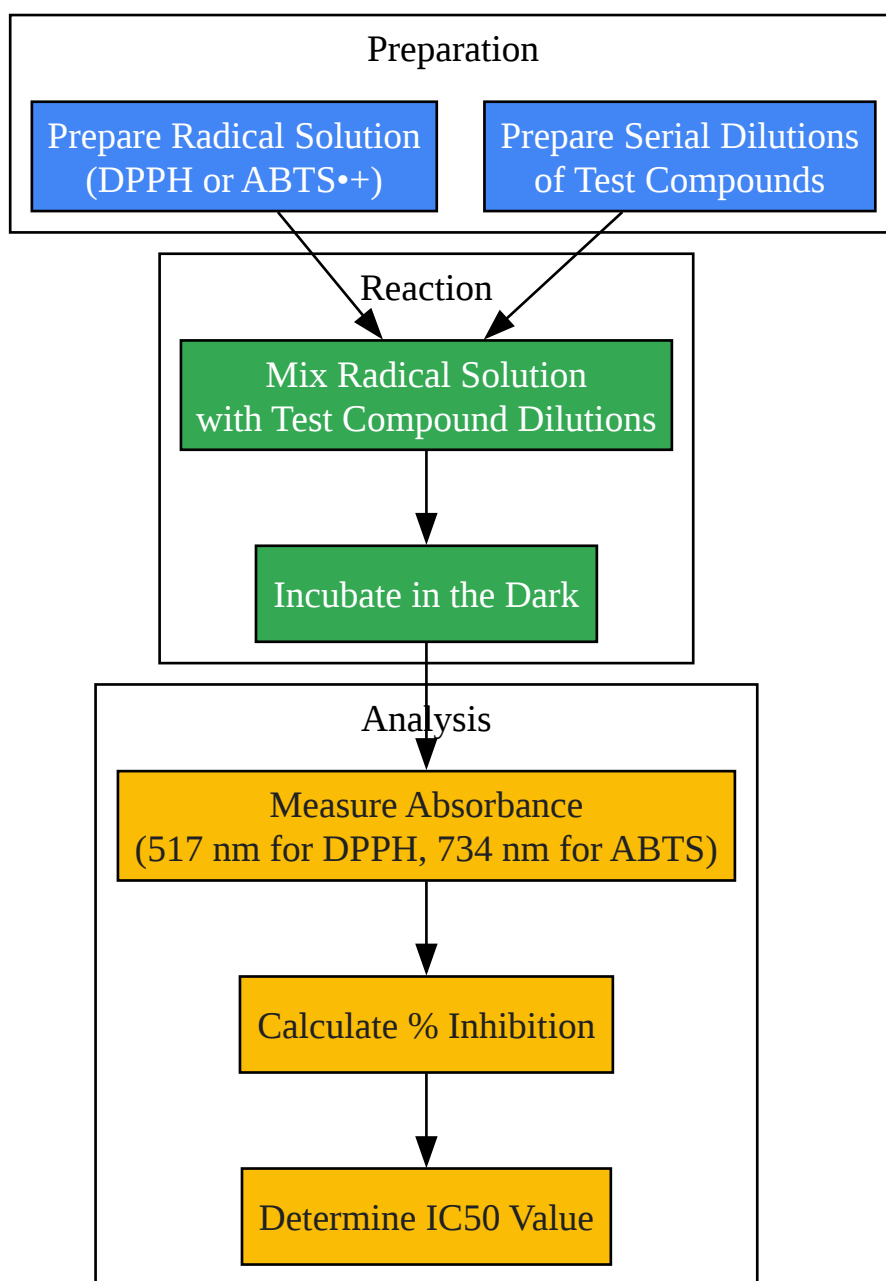 Preparation
Prepare Radical Solution
(DPPH or ABTS•+)
Prepare Serial Dilutions
of Test Compounds
Reaction
Mix Radical Solution
with Test Compound Dilutions
Incubate in the Dark
Analysis
Measure Absorbance
(517 nm for DPPH, 734 nm for ABTS)
Calculate % Inhibition
Determine IC50 Value